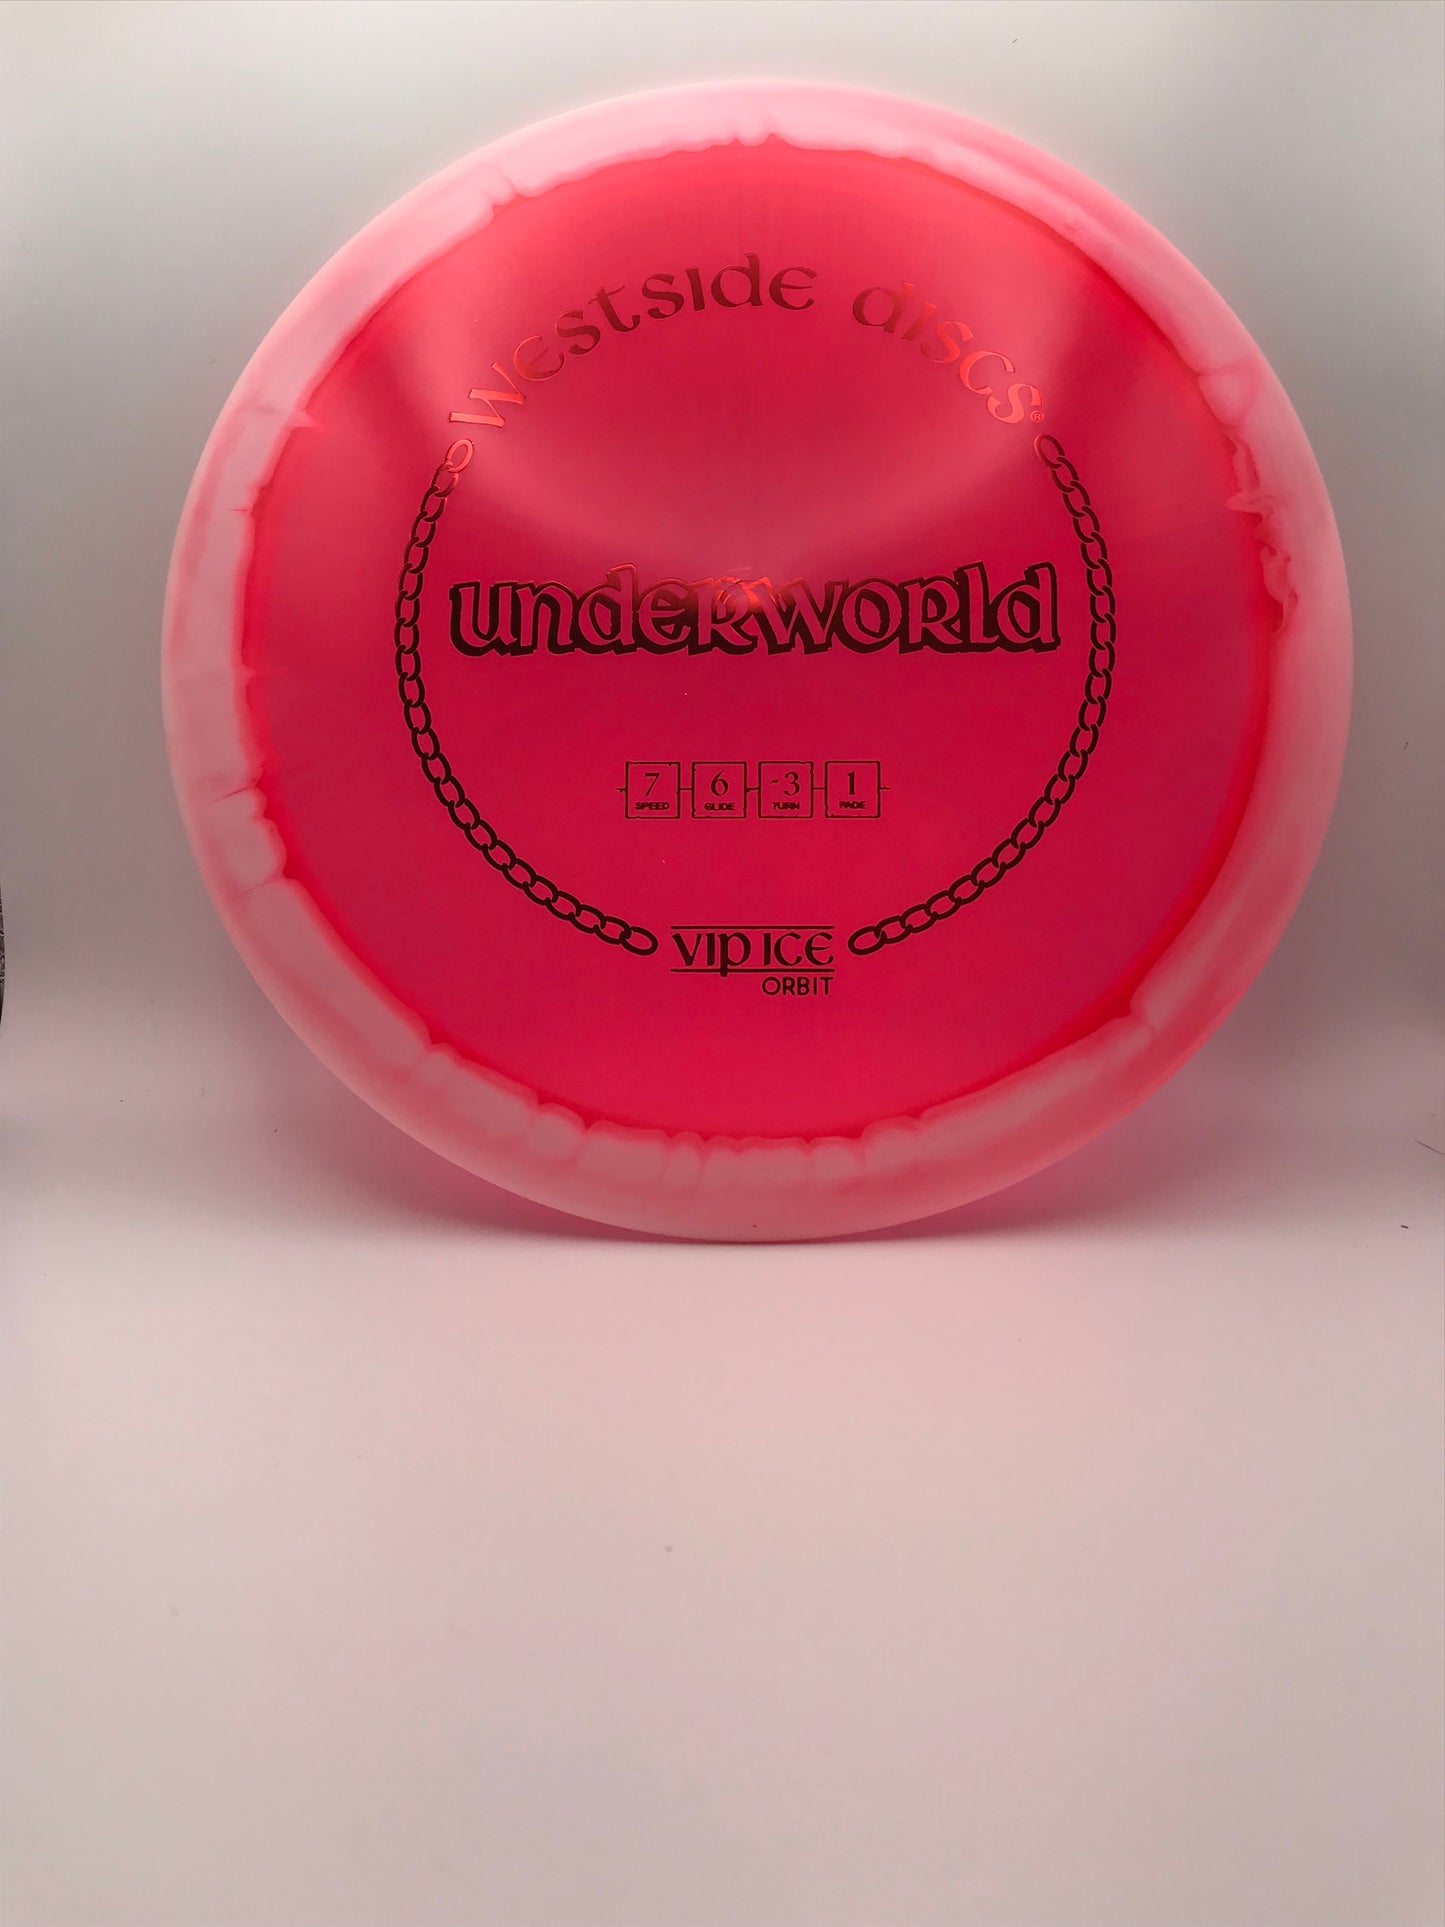 Westside Discs®
underworld
7 6 -3 1
SPEED GLIDE TURN FADE
VIP ICE
ORBIT